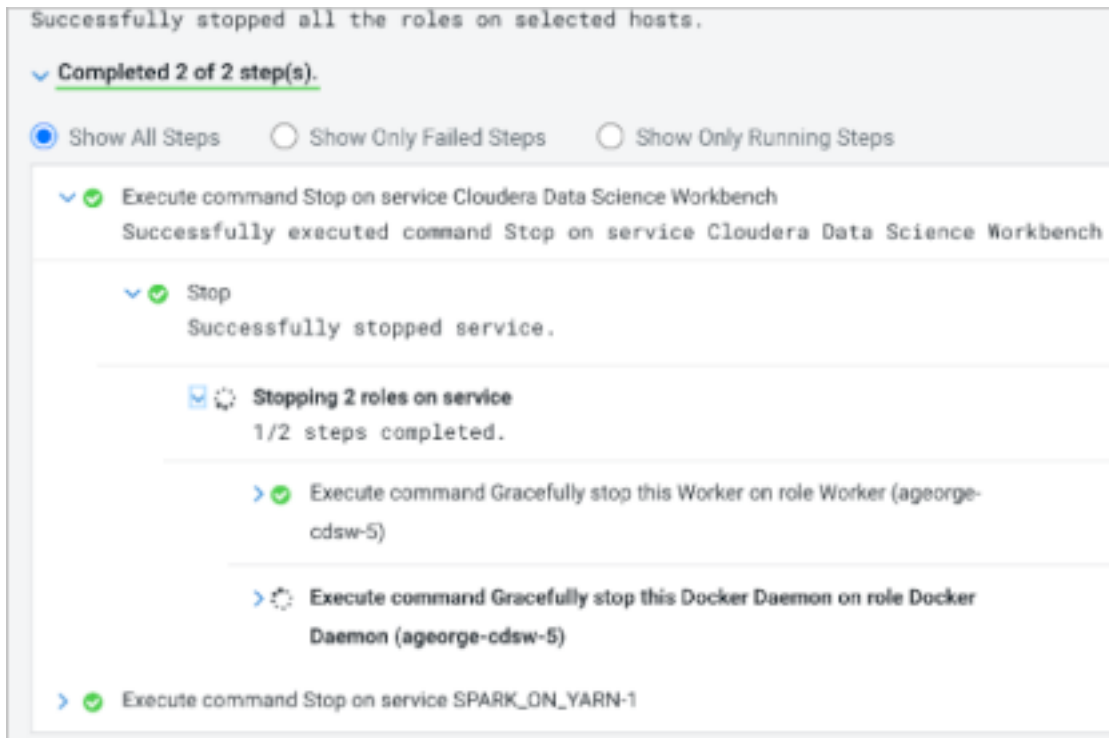 Successfully stopped all the roles on selected hosts.
Completed 2 of 2 step(s).
Show All Steps Show Only Failed Steps Show Only Running Steps
Execute command Stop on service Cloudera Data Science Workbench
Successfully executed command Stop on service Cloudera Data Science Workbench
Stop
Successfully stopped service.
Stopping 2 roles on service
1/2 steps completed.
Execute command Gracefully stop this Worker on role Worker (ageorge-
cdsw-5)
Execute command Gracefully stop this Docker Daemon on role Docker
Daemon (ageorge-cdsw-5)
Execute command Stop on service SPARK_ON_YARN-1